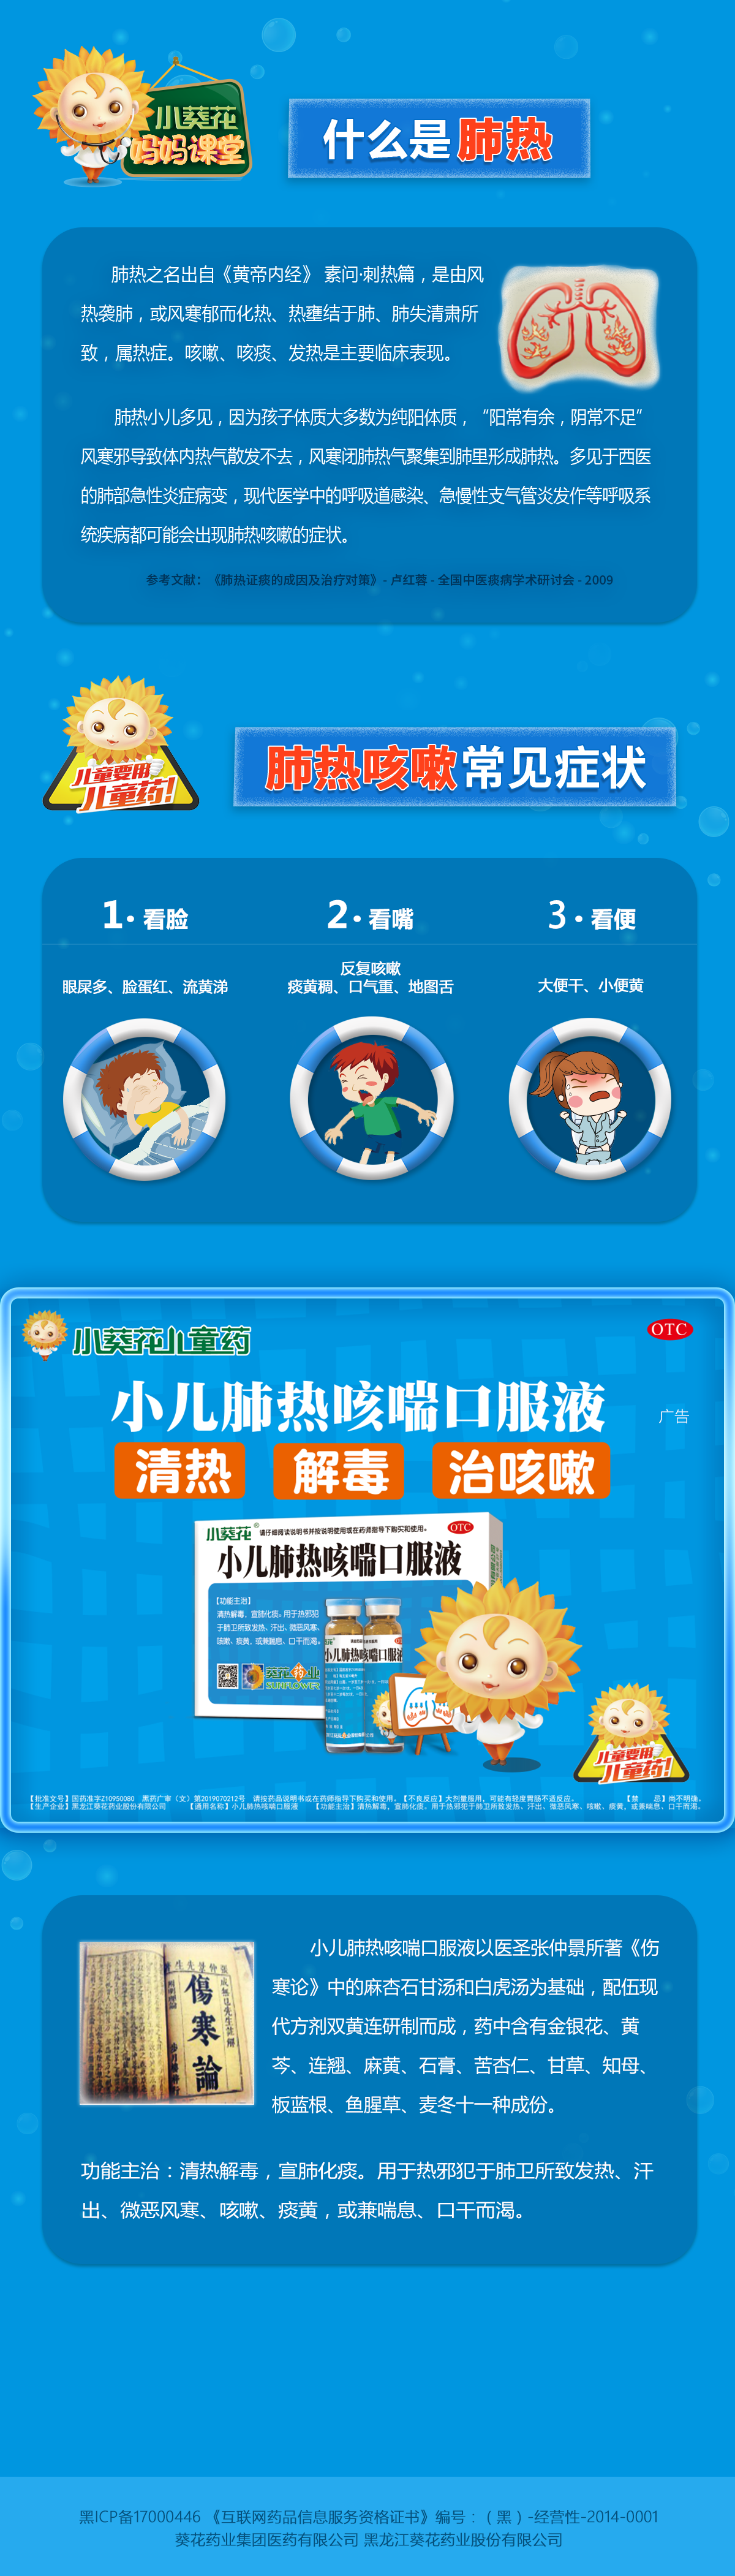 小葵花
妈妈课堂
什么是肺热
肺热之名出自《黄帝内经》 素问·刺热篇，是由风
热袭肺，或风寒郁而化热、热壅结于肺、肺失清肃所
致，属热症。咳嗽、咳痰、发热是主要临床表现。
肺热小儿多见，因为孩子体质大多数为纯阳体质，“阳常有余，阴常不足”
风寒邪导致体内热气散发不去，风寒闭肺热气聚集到肺里形成肺热。多见于西医
的肺部急性炎症病变，现代医学中的呼吸道感染、急慢性支气管炎发作等呼吸系
统疾病都可能会出现肺热咳嗽的症状。
参考文献：《肺热证痰的成因及治疗对策》- 卢红蓉 - 全国中医痰病学术研讨会 - 2009
儿童要用
儿童药！
肺热咳嗽常见症状
1· 看脸
2· 看嘴
3 · 看便
眼屎多、脸蛋红、流黄涕
反复咳嗽
痰黄稠、口气重、地图舌
大便干、小便黄
小葵花儿童药
OTC
小儿肺热咳喘口服液
广告
清热 解毒 治咳嗽
小葵花® 请仔细阅读说明书并按说明使用或在药师指导下购买和使用。 OTC
小儿肺热咳喘口服液
【功能主治】
清热解毒，宣肺化痰。用于热邪犯
于肺卫所致发热、汗出、微恶风寒、
咳嗽、痰黄，或兼喘息、口干而渴。
葵花药业
SUNFLOWER
小儿肺热咳喘口服液
儿童要用
儿童药！
【批准文号】国药准字Z10950080 黑药广审（文）第2019070212号 请按药品说明书或在药师指导下购买和使用。【不良反应】大剂量服用，可能有轻度胃肠不适反应。 【禁 忌】尚不明确。
【生产企业】黑龙江葵花药业股份有限公司 【通用名称】小儿肺热咳喘口服液 【功能主治】清热解毒，宣肺化痰。用于热邪犯于肺卫所致发热、汗出、微恶风寒、咳嗽、痰黄，或兼喘息、口干而渴。
傷寒論
小儿肺热咳喘口服液以医圣张仲景所著《伤
寒论》中的麻杏石甘汤和白虎汤为基础，配伍现
代方剂双黄连研制而成，药中含有金银花、黄
芩、连翘、麻黄、石膏、苦杏仁、甘草、知母、
板蓝根、鱼腥草、麦冬十一种成份。
功能主治：清热解毒，宣肺化痰。用于热邪犯于肺卫所致发热、汗
出、微恶风寒、咳嗽、痰黄，或兼喘息、口干而渴。
黑ICP备17000446 《互联网药品信息服务资格证书》编号：（ 黑 ）-经营性-2014-0001
葵花药业集团医药有限公司 黑龙江葵花药业股份有限公司